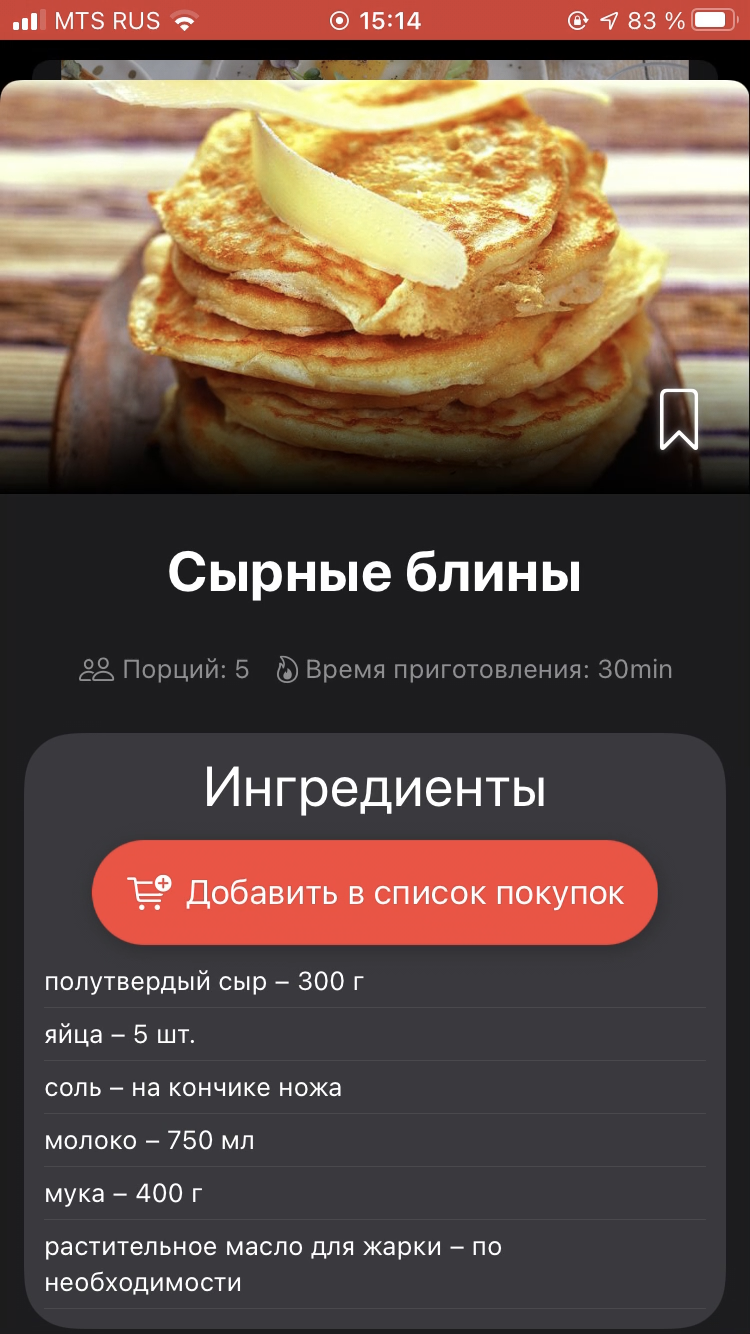 MTS RUS 15:14 83 %
Сырные блины
Порций: 5 Время приготовления: 30min
Ингредиенты
Добавить в список покупок
полутвердый сыр – 300 г
яйца – 5 шт.
соль – на кончике ножа
молоко – 750 мл
мука – 400 г
растительное масло для жарки – по
необходимости